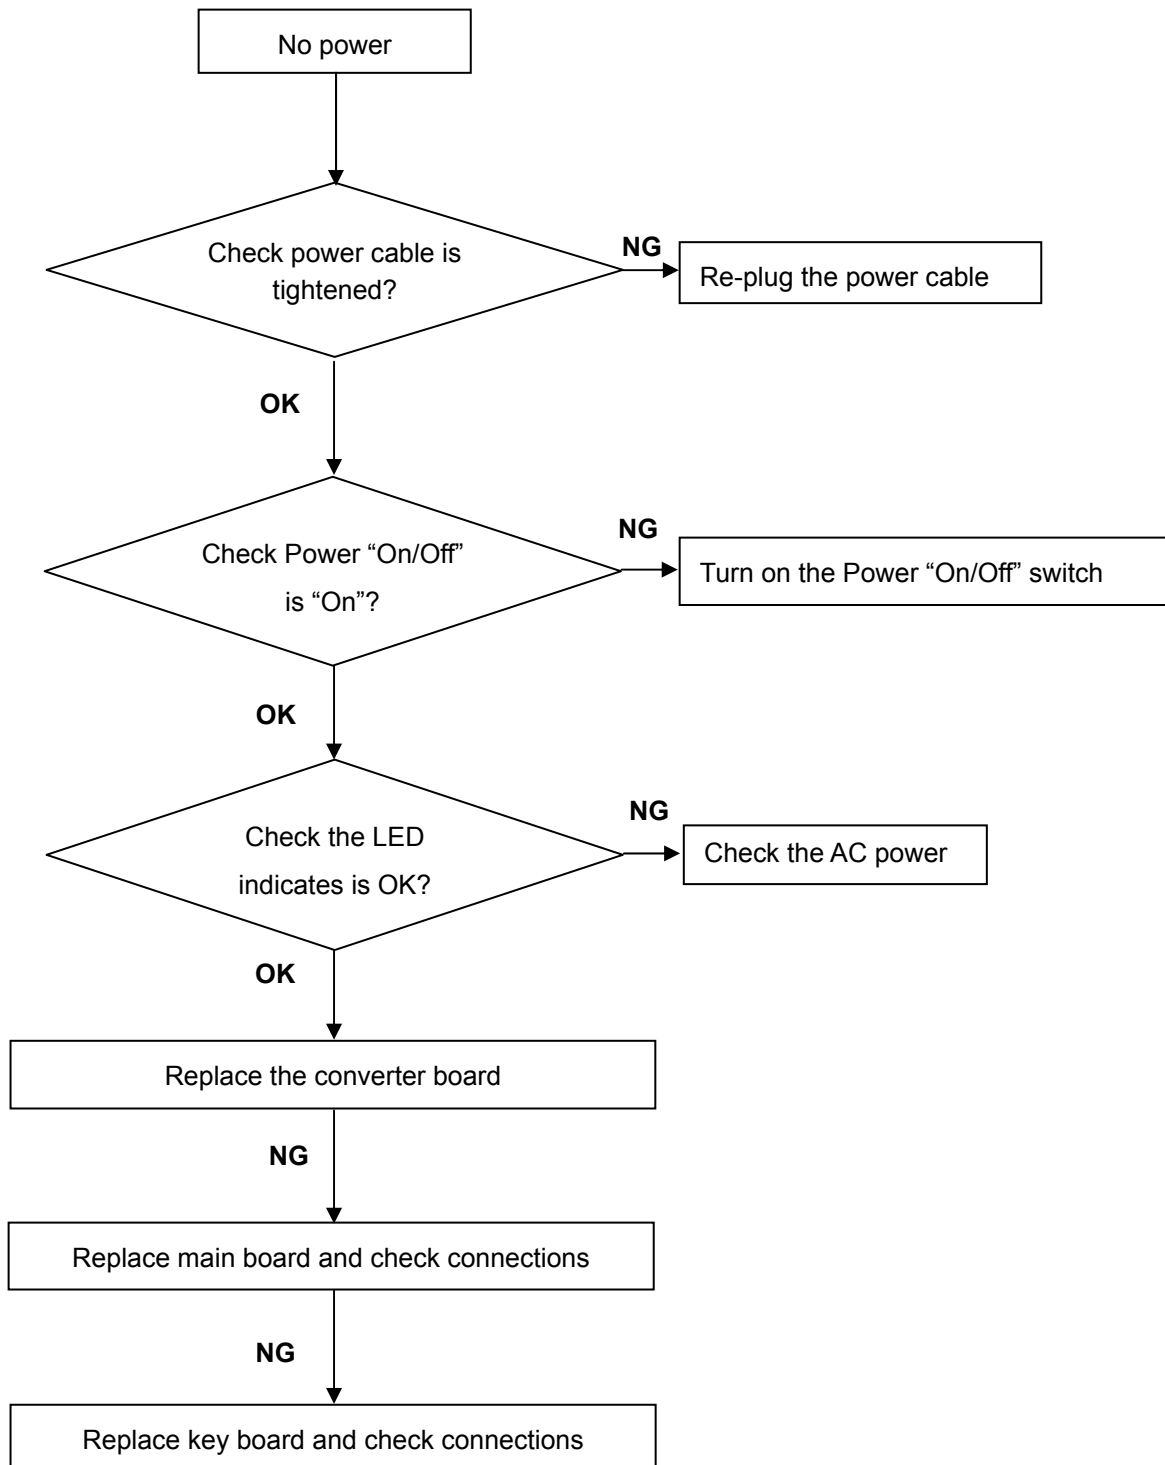 No power
Check power cable is
tightened?
NG
Re-plug the power cable
OK
Check Power “On/Off”
is “On”?
NG
Turn on the Power “On/Off” switch
OK
Check the LED
indicates is OK?
NG
Check the AC power
OK
Replace the converter board
NG
Replace main board and check connections
NG
Replace key board and check connections